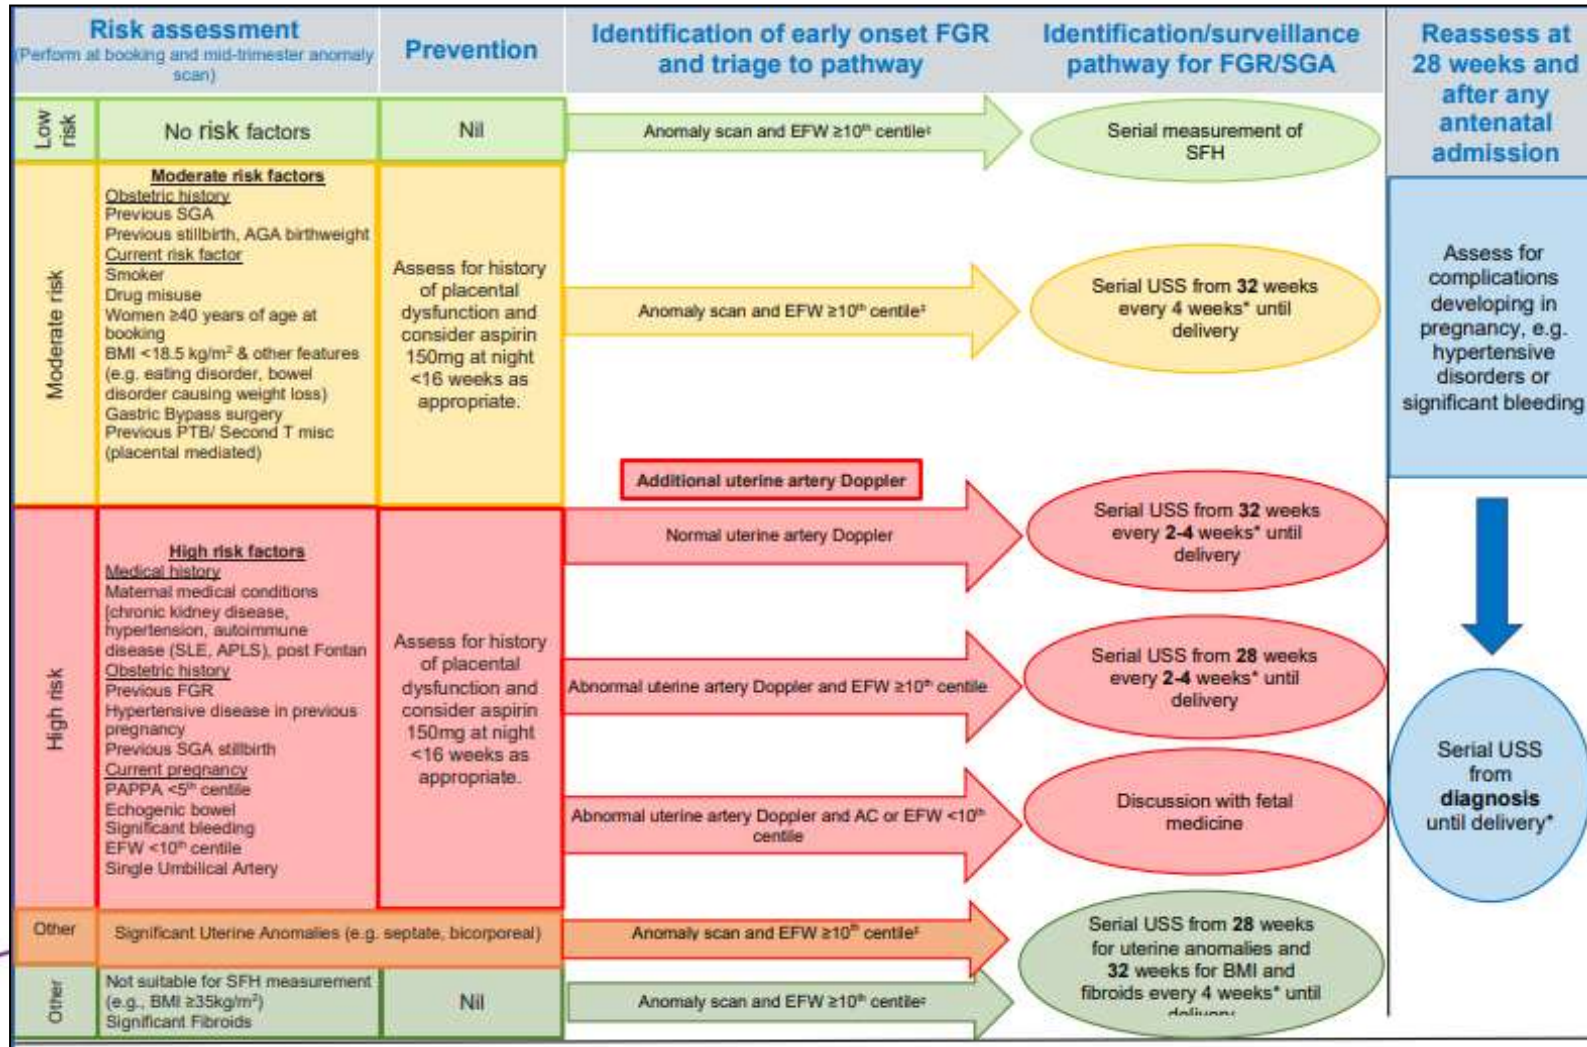 Risk assessment
(Perform at booking and mid-trimester anomaly
scan)
Prevention
Identification of early onset FGR
and triage to pathway
Identification/surveillance
pathway for FGR/SGA
Reassess at
28 weeks and
after any
antenatal
admission
Low
risk
No risk factors
Nil
Anomaly scan and EFW ≥10th centile‡
Serial measurement of
SFH
Moderate risk
Moderate risk factors
Obstetric history
Previous SGA
Previous stillbirth, AGA birthweight
Current risk factor
Smoker
Drug misuse
Women ≥40 years of age at
booking
BMI <18.5 kg/m² & other features
(e.g. eating disorder, bowel
disorder causing weight loss)
Gastric Bypass surgery
Previous PTB/ Second T misc
(placental mediated)
Assess for history
of placental
dysfunction and
consider aspirin
150mg at night
<16 weeks as
appropriate.
Anomaly scan and EFW ≥10th centile‡
Serial USS from 32 weeks
every 4 weeks* until
delivery
Assess for
complications
developing in
pregnancy, e.g.
hypertensive
disorders or
significant bleeding
High risk
High risk factors
Medical history
Maternal medical conditions
[chronic kidney disease,
hypertension, autoimmune
disease (SLE, APLS), post Fontan
Obstetric history
Previous FGR
Hypertensive disease in previous
pregnancy
Previous SGA stillbirth
Current pregnancy
PAPPA <5th centile
Echogenic bowel
Significant bleeding
EFW <10th centile
Single Umbilical Artery
Assess for history
of placental
dysfunction and
consider aspirin
150mg at night
<16 weeks as
appropriate.
Additional uterine artery Doppler
Normal uterine artery Doppler
Serial USS from 32 weeks
every 2-4 weeks* until
delivery
Abnormal uterine artery Doppler and EFW ≥10th centile
Serial USS from 28 weeks
every 2-4 weeks* until
delivery
Abnormal uterine artery Doppler and AC or EFW <10th
centile
Discussion with fetal
medicine
Serial USS
from
diagnosis
until delivery*
Other
Significant Uterine Anomalies (e.g. septate, bicorporeal)
Anomaly scan and EFW ≥10th centile‡
Serial USS from 28 weeks
for uterine anomalies and
32 weeks for BMI and
fibroids every 4 weeks* until
delivery
Other
Not suitable for SFH measurement
(e.g., BMI ≥35kg/m²)
Significant Fibroids
Nil
Anomaly scan and EFW ≥10th centile‡